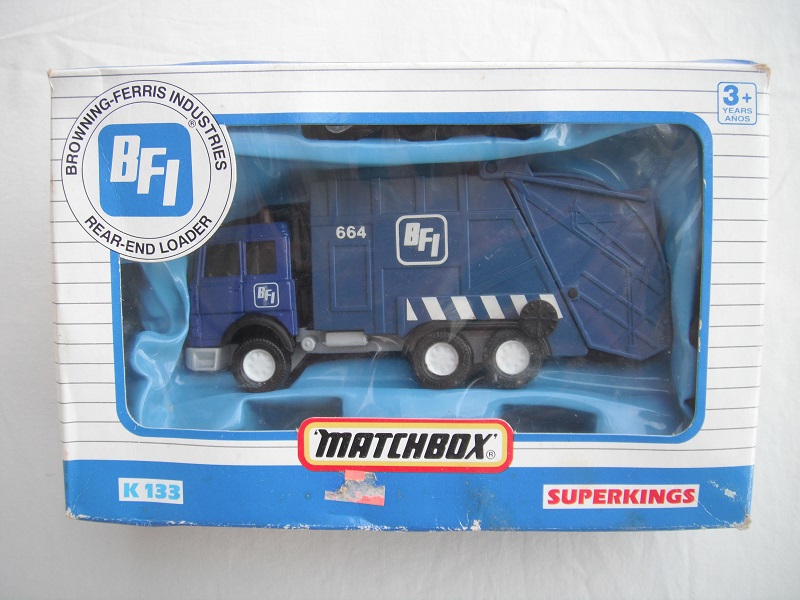 BROWNING-FERRIS INDUSTRIES
BFI®
REAR-END LOADER
3+
YEARS
AÑOS
664
BFI
BFI
"MATCHBOX"®
K 133
SUPERKINGS